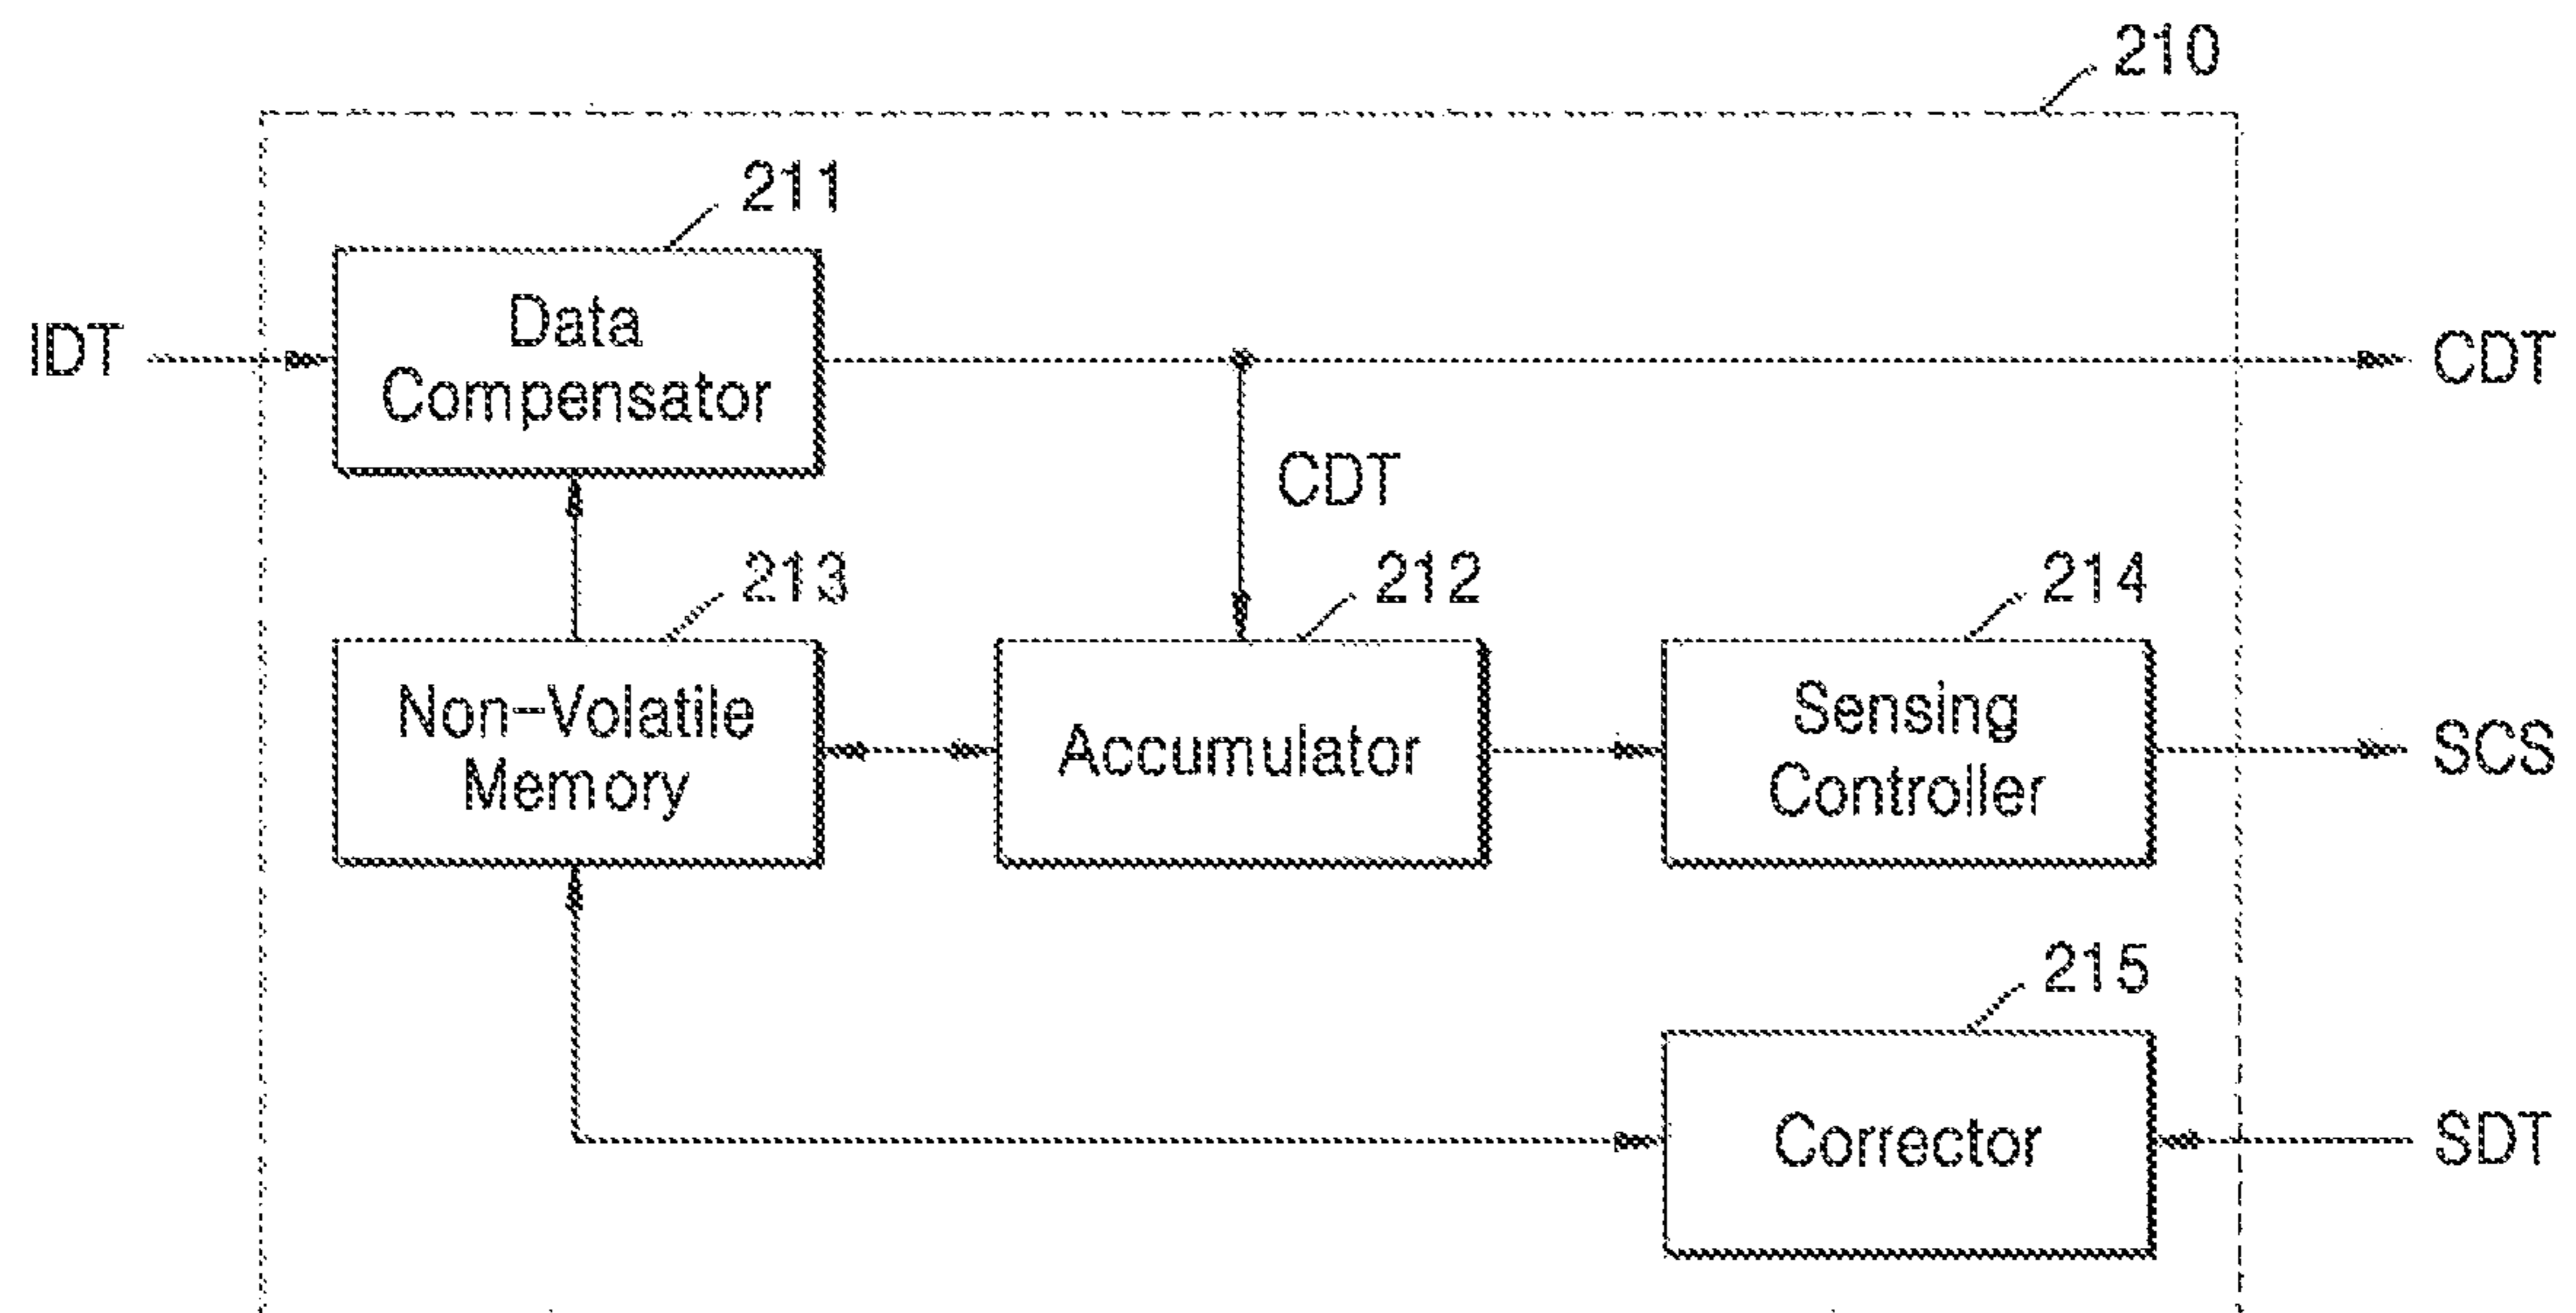 210
211
IDT
Data
Compensator
CDT
CDT
213
212
214
Non-Volatile
Memory
Accumulator
Sensing
Controller
SCS
215
Corrector
SDT